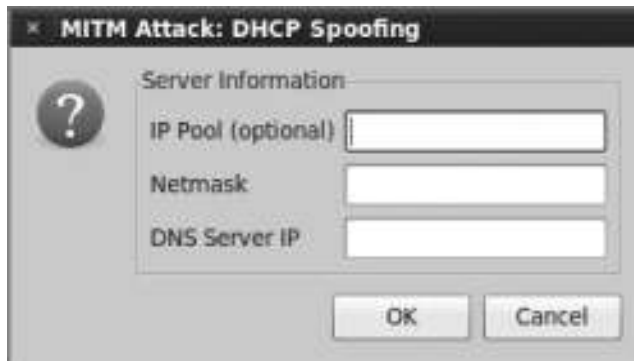 × MITM Attack: DHCP Spoofing
Server Information
?
IP Pool (optional)
Netmask
DNS Server IP
OK
Cancel